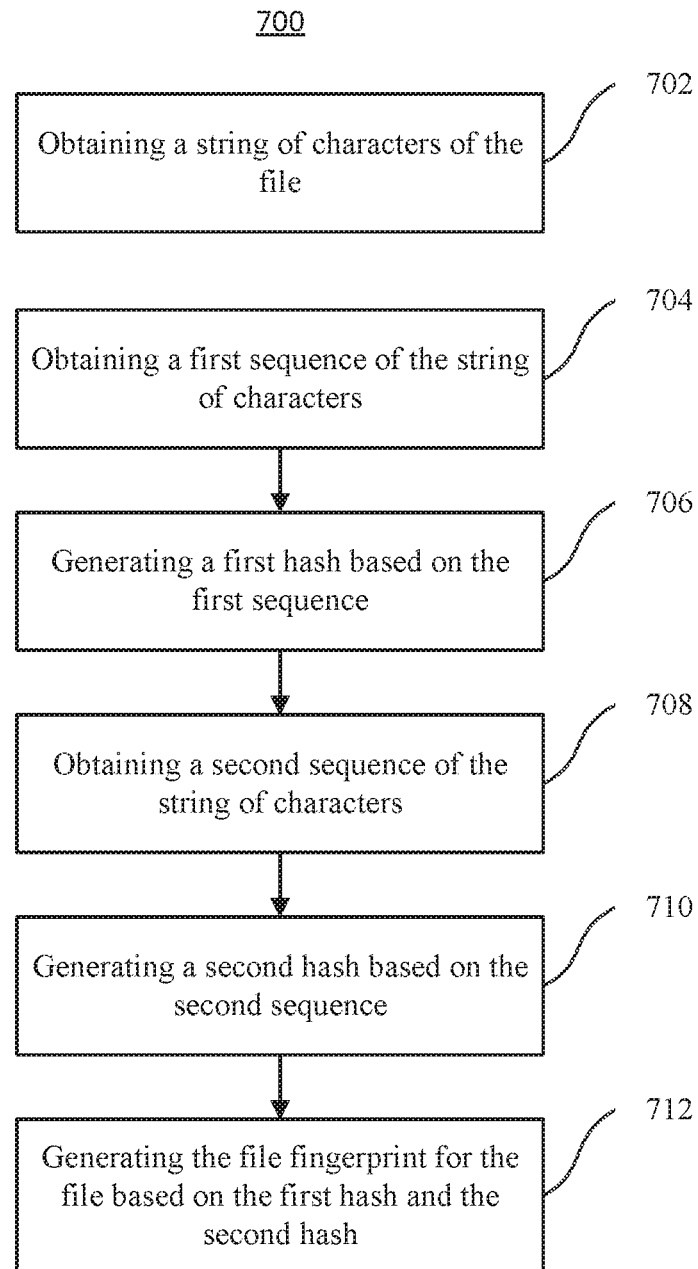 700
702
Obtaining a string of characters of the
file
704
Obtaining a first sequence of the string
of characters
706
Generating a first hash based on the
first sequence
708
Obtaining a second sequence of the
string of characters
710
Generating a second hash based on the
second sequence
712
Generating the file fingerprint for the
file based on the first hash and the
second hash